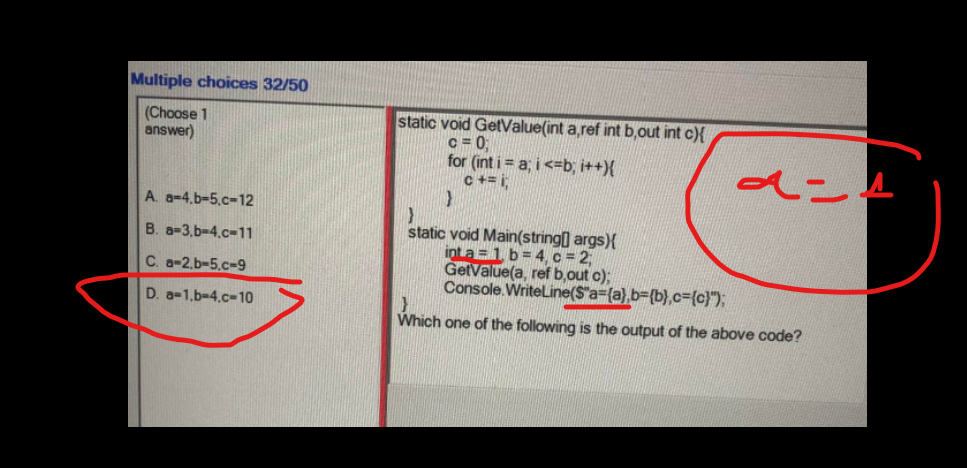 Multiple choices 32/50
(Choose 1
answer)
A. a=4,b=5,c=12
B. a=3,b=4,c=11
C. a=2,b=5,c=9
D. a=1,b=4,c=10
static void GetValue(int a,ref int b,out int c){
c = 0;
for (int i = a; i <=b; i++){
c += i;
}
}
static void Main(string[] args){
int a = 1, b = 4, c = 2;
GetValue(a, ref b,out c);
Console.WriteLine($"a={a},b={b},c={c}");
}
Which one of the following is the output of the above code?
a = 1